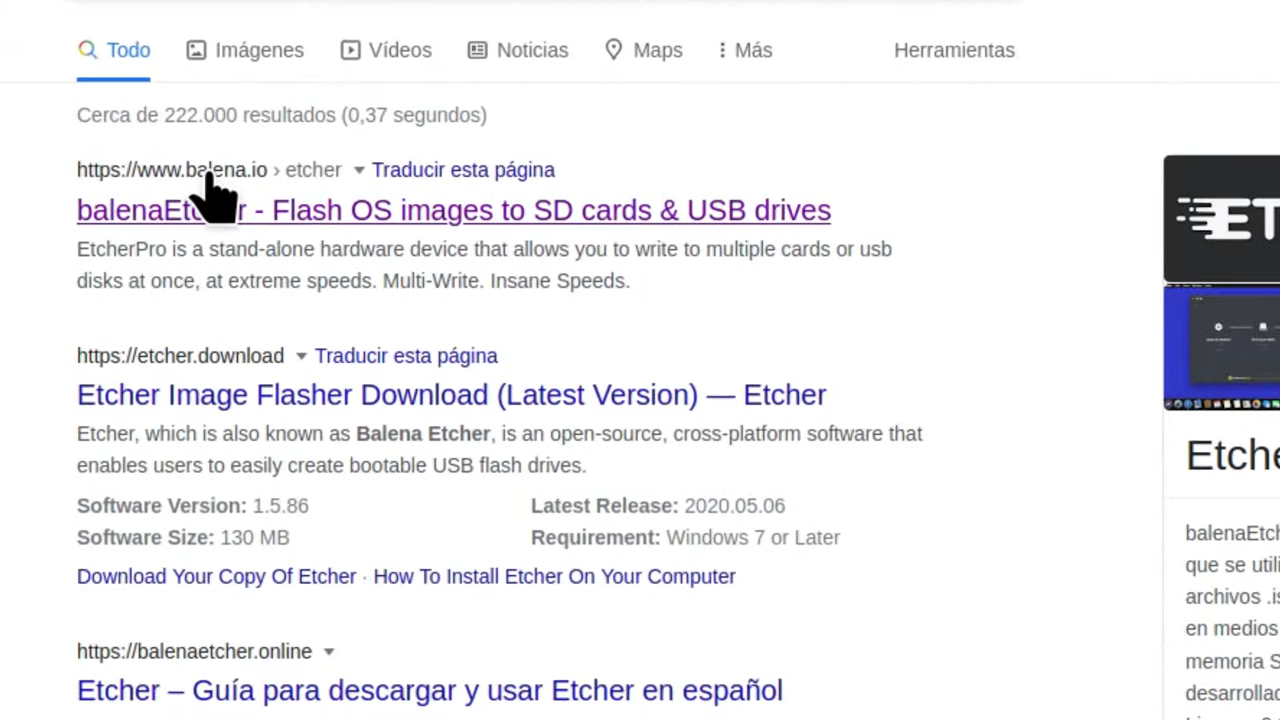 Todo Imágenes Vídeos Noticias Maps Más Herramientas
Cerca de 222.000 resultados (0,37 segundos)
https://www.balena.io › etcher Traducir esta página
balenaEtcher - Flash OS images to SD cards & USB drives
EtcherPro is a stand-alone hardware device that allows you to write to multiple cards or usb
disks at once, at extreme speeds. Multi-Write. Insane Speeds.
https://etcher.download Traducir esta página
Etcher Image Flasher Download (Latest Version) — Etcher
Etcher, which is also known as Balena Etcher, is an open-source, cross-platform software that
enables users to easily create bootable USB flash drives.
Software Version: 1.5.86 Latest Release: 2020.05.06
Software Size: 130 MB Requirement: Windows 7 or Later
Download Your Copy Of Etcher · How To Install Etcher On Your Computer
https://balenaetcher.online
Etcher – Guía para descargar y usar Etcher en español
ET
Etche
balenaEtch
que se utili
archivos .is
en medios
memoria S
desarrollad